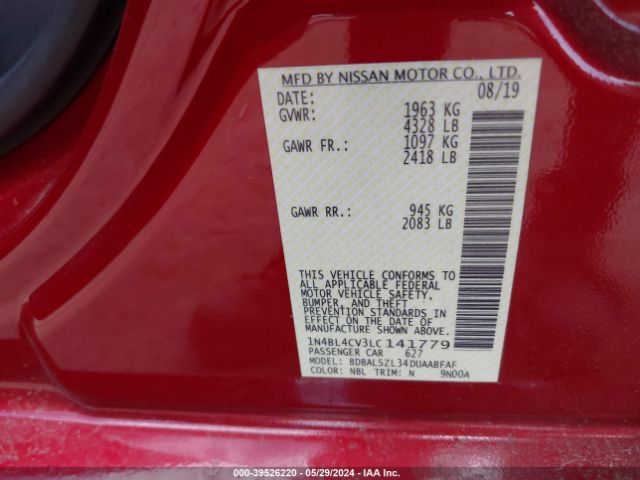 MFD BY NISSAN MOTOR CO., LTD.
DATE: 08/19
GVWR: 1963 KG
4328 LB
GAWR FR.: 1097 KG
2418 LB
GAWR RR.: 945 KG
2083 LB
THIS VEHICLE CONFORMS TO
ALL APPLICABLE FEDERAL
MOTOR VEHICLE SAFETY,
BUMPER, AND THEFT
PREVENTION STANDARDS IN
EFFECT ON THE DATE OF
MANUFACTURE SHOWN ABOVE.
1N4BL4CV3LC141779
PASSENGER CAR 627
MODEL: BDBALSZL34DUAABFAF
COLOR: NBL TRIM: N 9N00A
000-39526220 - 05/29/2024 - IAA Inc.